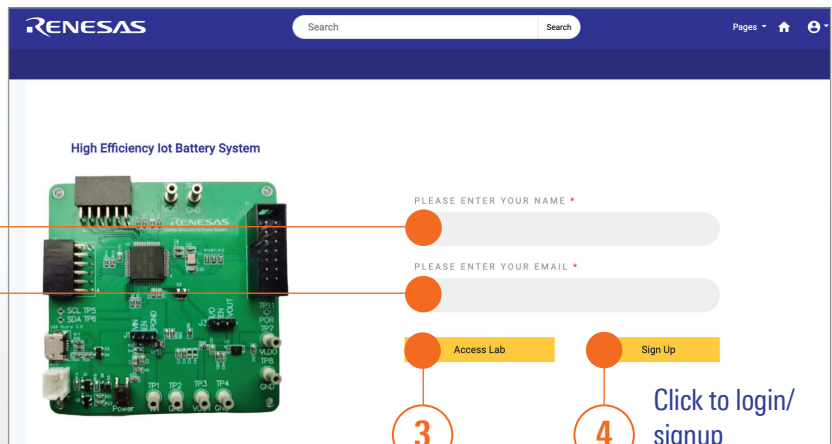 RENESAS
Search
Search
Pages
High Efficiency Iot Battery System
PLEASE ENTER YOUR NAME *
PLEASE ENTER YOUR EMAIL *
Access Lab
Sign Up
3
4
Click to login/
signup
RENESAS
GND
SCL TP5
SDA TP6
VIN
EN
PGND
I/O
EN
VOUT
TP11
POR
TP7
VLDO
TP8
GND
TP1 TP2 TP3 TP4
Power